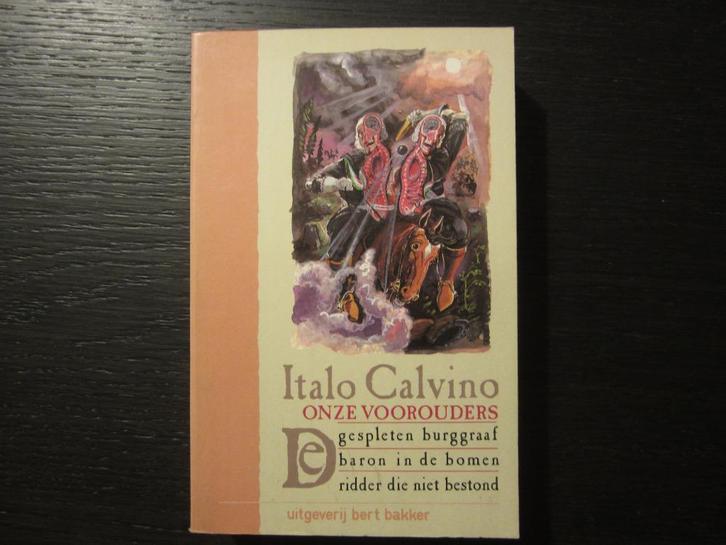 Italo Calvino
ONZE VOOROUDERS
De gespleten burggraaf
baron in de bomen
ridder die niet bestond
uitgeverij bert bakker